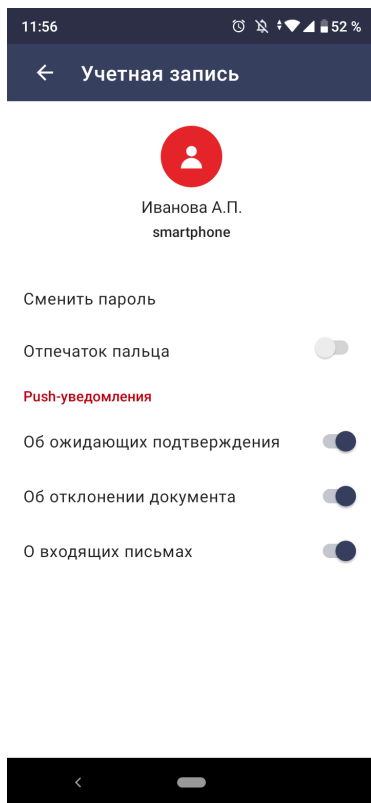 11:56
52 %
Учетная запись
Иванова А.П.
smartphone
Сменить пароль
Отпечаток пальца
Push-уведомления
Об ожидающих подтверждения
Об отклонении документа
О входящих письмах